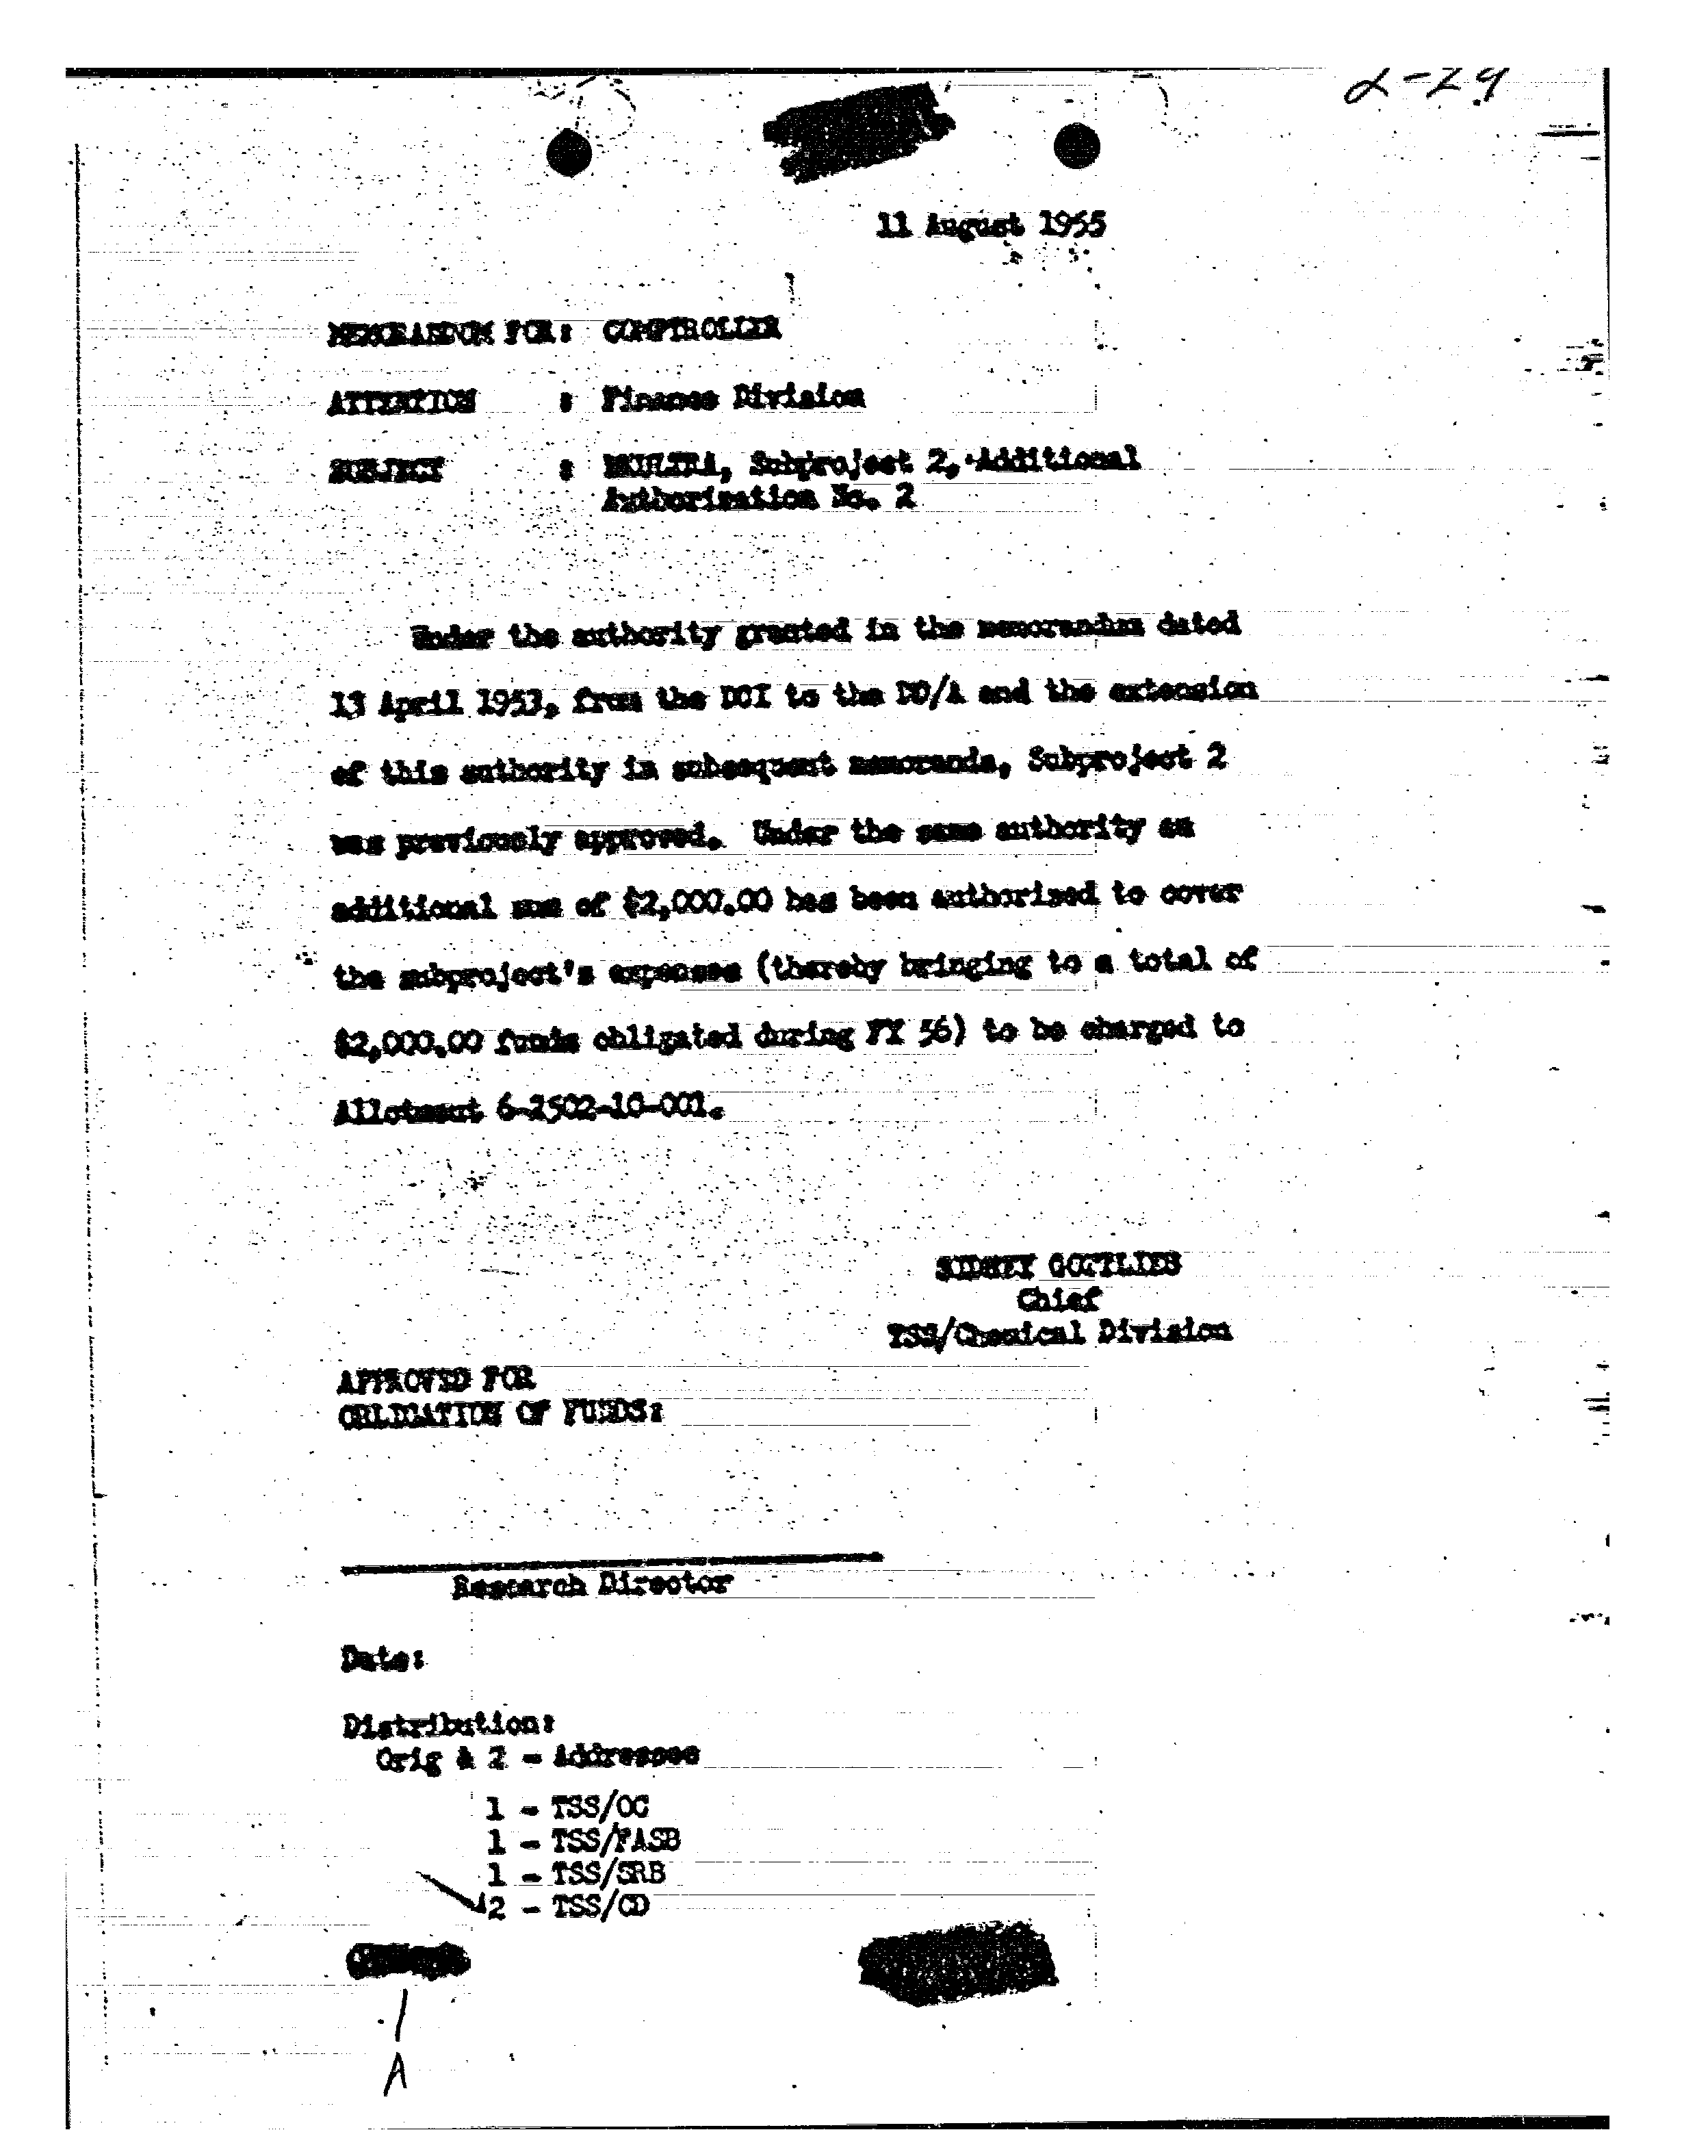 2-29
11 August 1955
MEMORANDUM FOR: COMPTROLLER
ATTENTION : Finance Division
SUBJECT : MKULTRA, Subproject 2, Additional
Authorization No. 2
Under the authority granted in the memorandum dated
13 April 1953, from the DCI to the DD/A and the extension
of this authority in subsequent memoranda, Subproject 2
was previously approved. Under the same authority an
additional sum of $2,000.00 has been authorized to cover
the subproject's expenses (thereby bringing to a total of
$2,000.00 funds obligated during FY 56) to be charged to
Allotment 6-2502-10-001.
SIDNEY GOTTLIEB
Chief
TSS/Chemical Division
APPROVED FOR
OBLIGATION OF FUNDS:
Research Director
Date:
Distribution:
Orig & 2 - Addressee
1 - TSS/OC
1 - TSS/FASB
1 - TSS/SRB
2 - TSS/CD
A